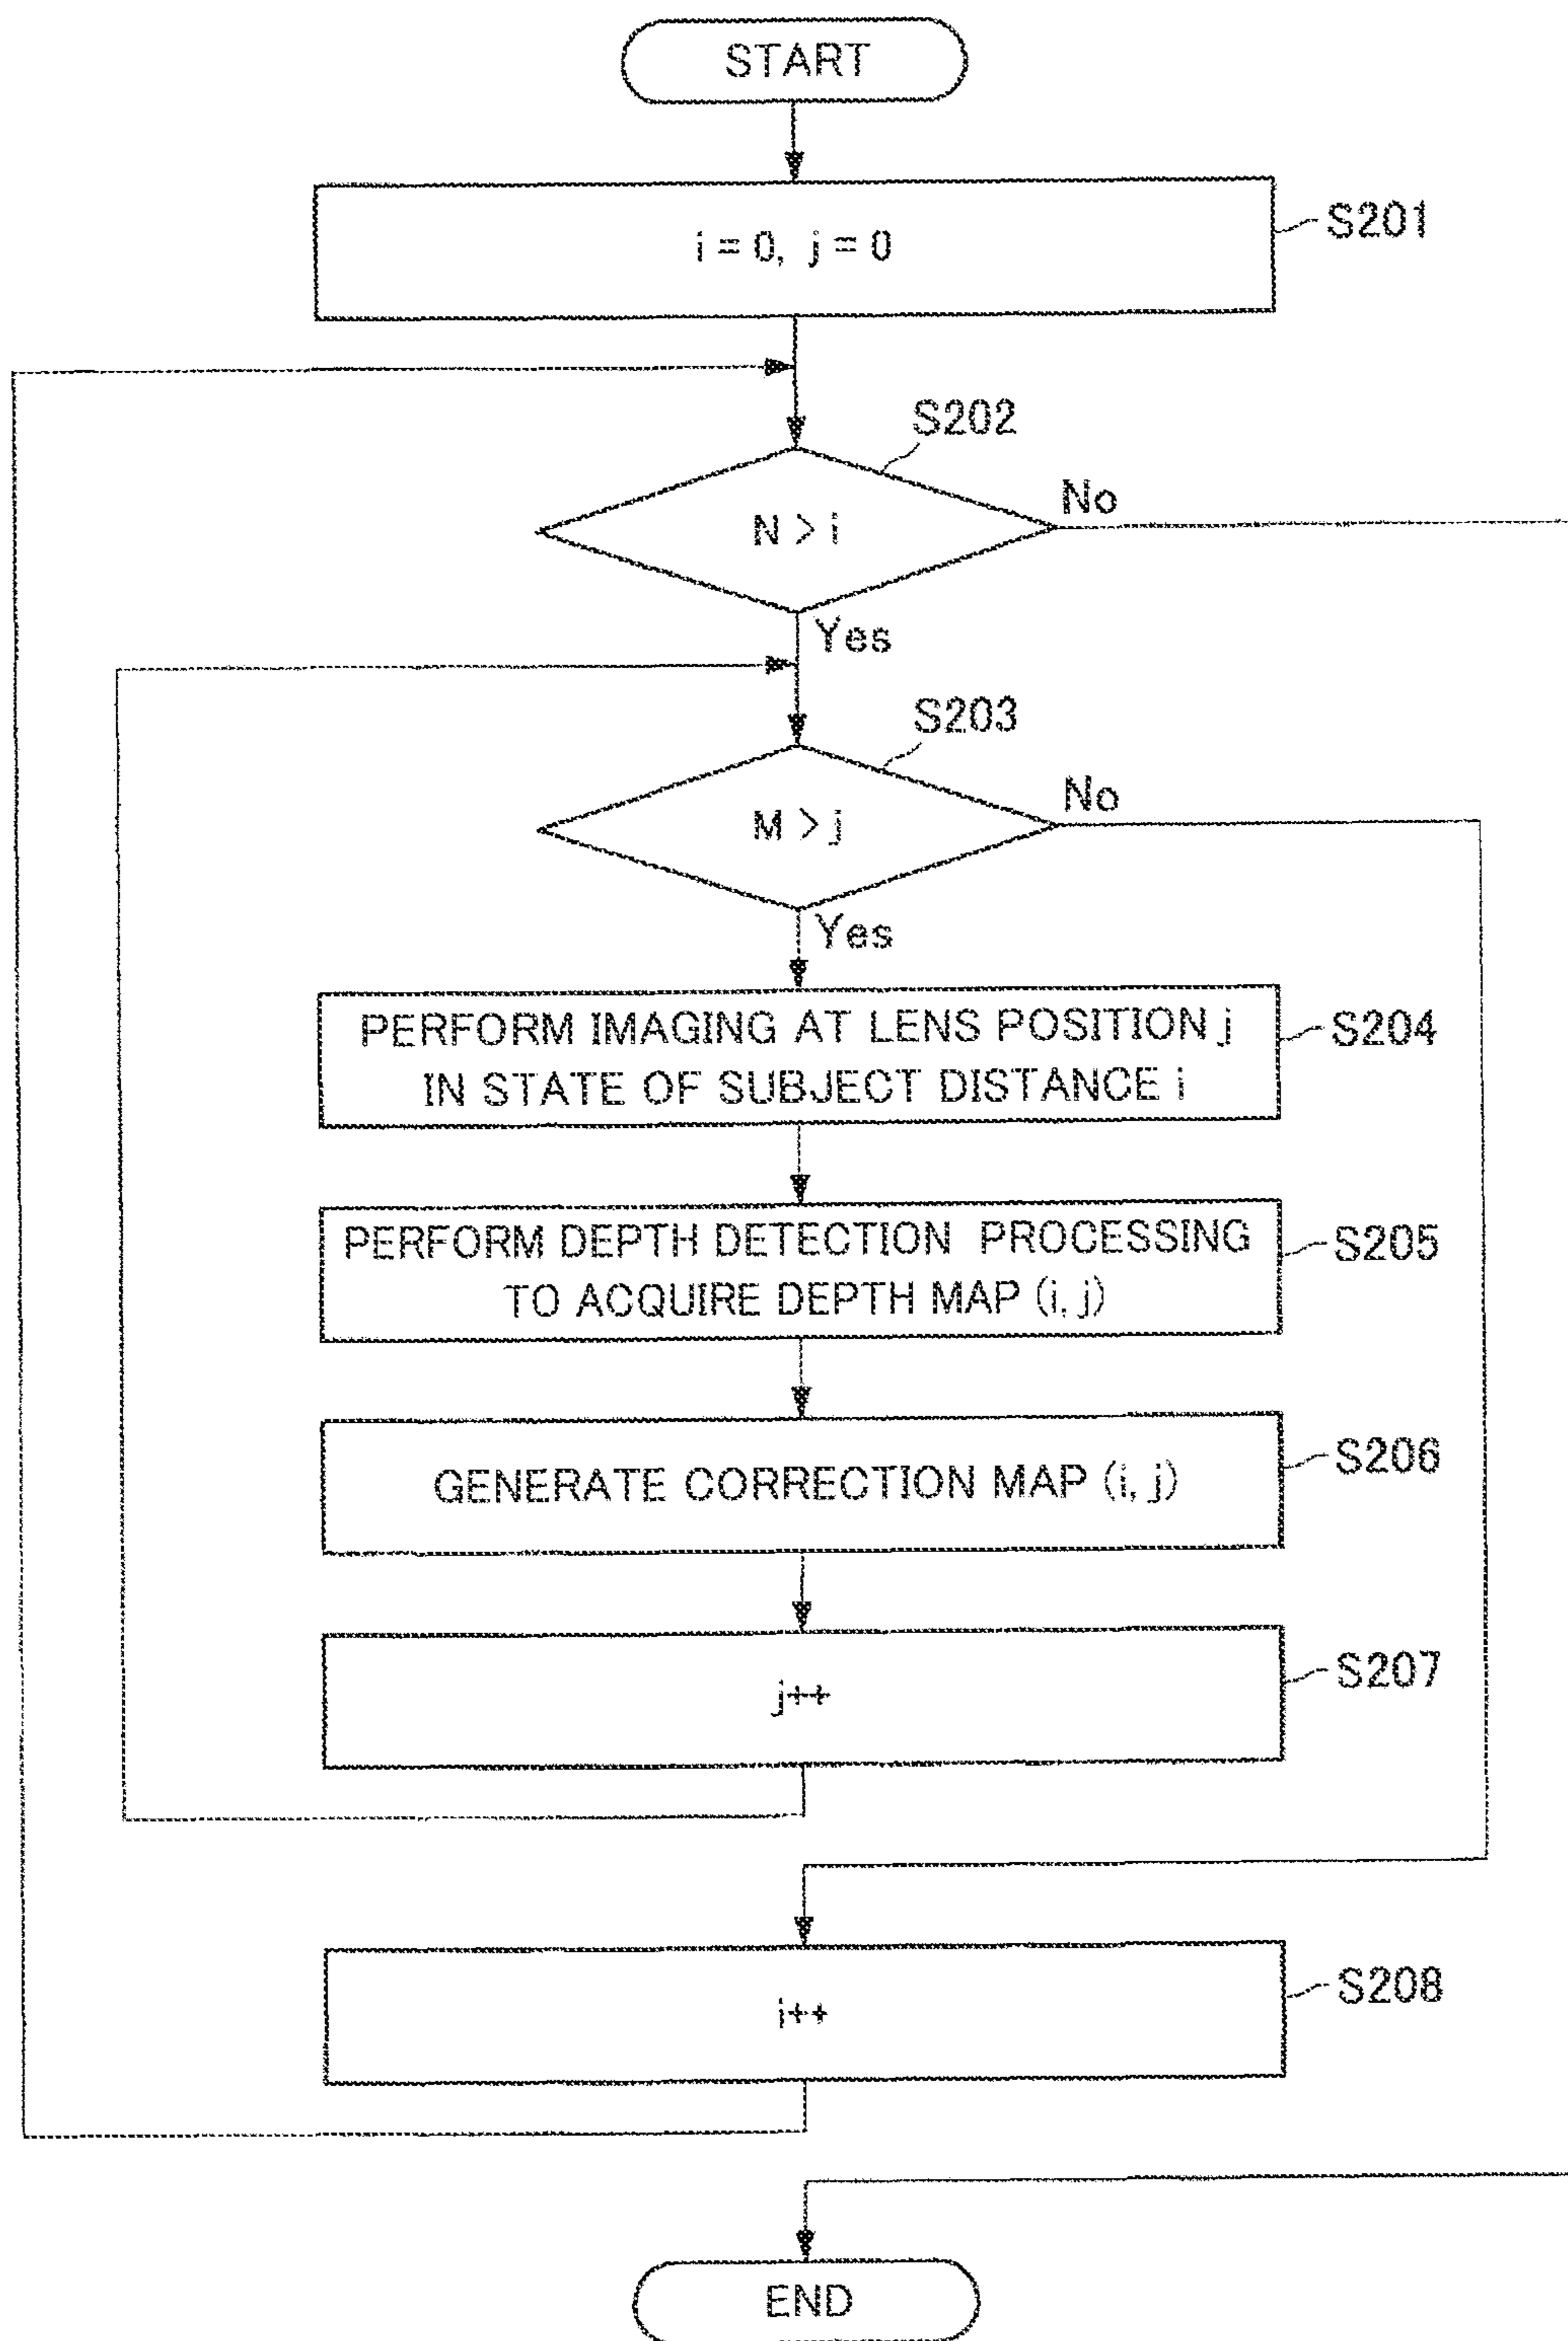 START
i = 0, j = 0
S201
S202
N > i
No
Yes
S203
M > j
No
Yes
PERFORM IMAGING AT LENS POSITION j
IN STATE OF SUBJECT DISTANCE i
S204
PERFORM DEPTH DETECTION PROCESSING
TO ACQUIRE DEPTH MAP (i, j)
S205
GENERATE CORRECTION MAP (i, j)
S206
j++
S207
i++
S208
END